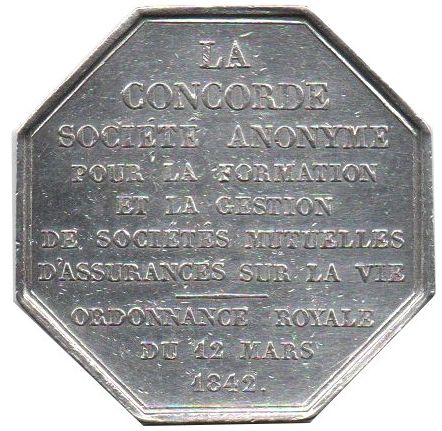 LA
CONCORDE
SOCIÉTÉ ANONYME
POUR LA FORMATION
ET LA GESTION
DE SOCIÉTÉS MUTUELLES
D'ASSURANCES SUR LA VIE
ORDONNANCE ROYALE
DU 12 MARS
1842.